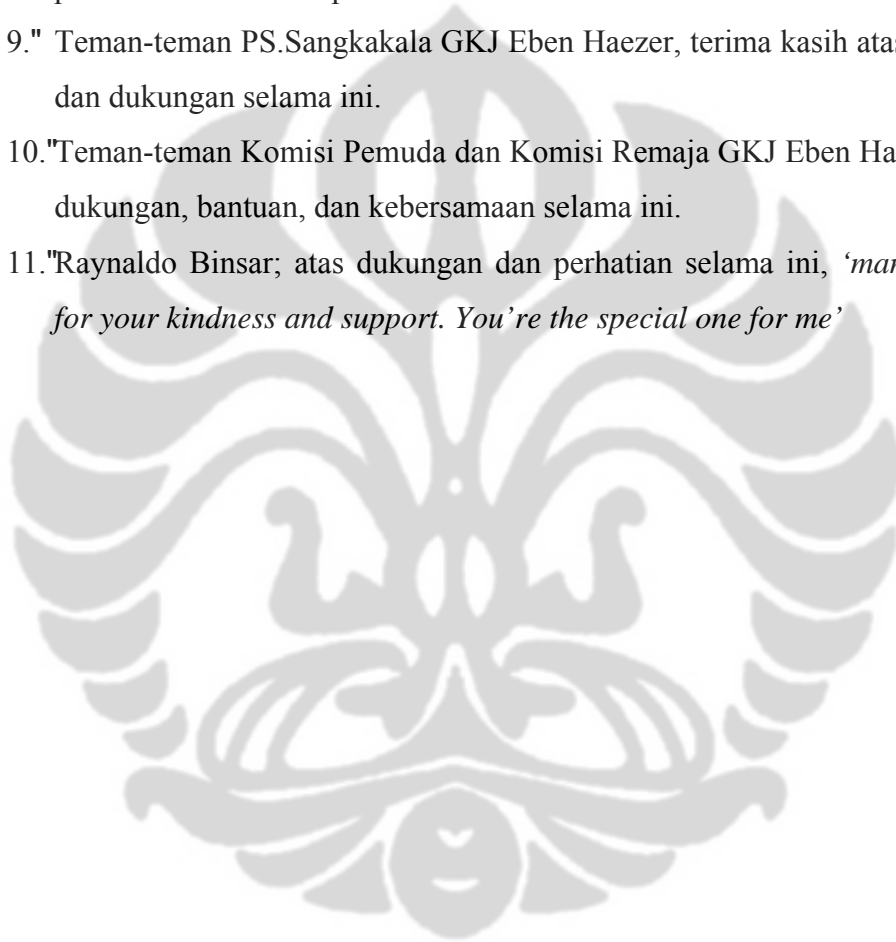 9." Teman-teman PS.Sangkakala GKJ Eben Haezer, terima kasih atas
dan dukungan selama ini.
10."Teman-teman Komisi Pemuda dan Komisi Remaja GKJ Eben Ha
dukungan, bantuan, dan kebersamaan selama ini.
11."Raynaldo Binsar; atas dukungan dan perhatian selama ini, ‘mar
for your kindness and support. You’re the special one for me’